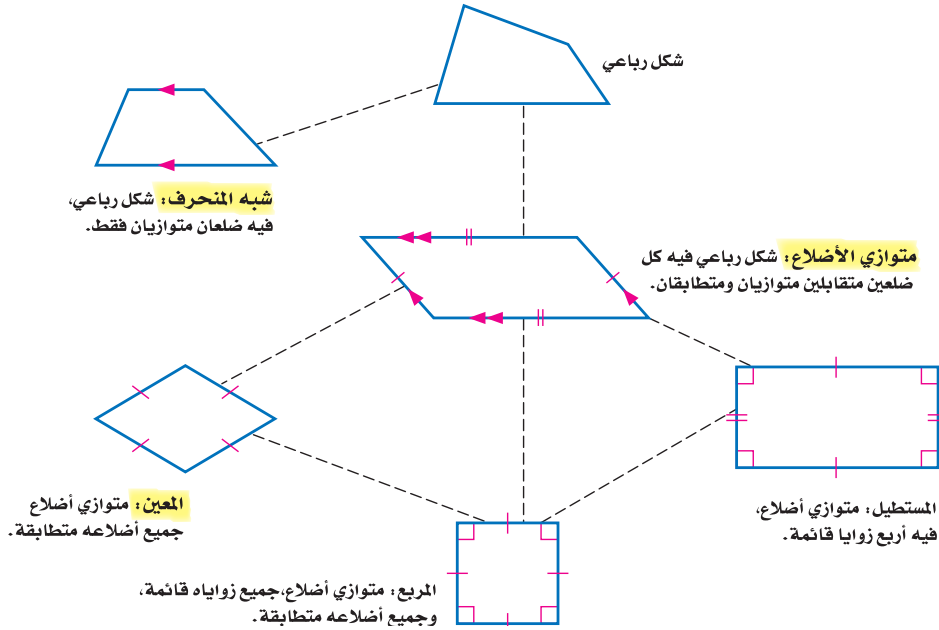 شكل رباعي
شبه المنحرف: شكل رباعي،
فيه ضلعان متوازيان فقط.
متوازي الأضلاع: شكل رباعي فيه كل
ضلعين متقابلين متوازيان ومتطابقان.
المعين: متوازي أضلاع
جميع أضلاعه متطابقة.
المستطيل: متوازي أضلاع،
فيه أربع زوايا قائمة.
المربع: متوازي أضلاع،جميع زواياه قائمة،
وجميع أضلاعه متطابقة.